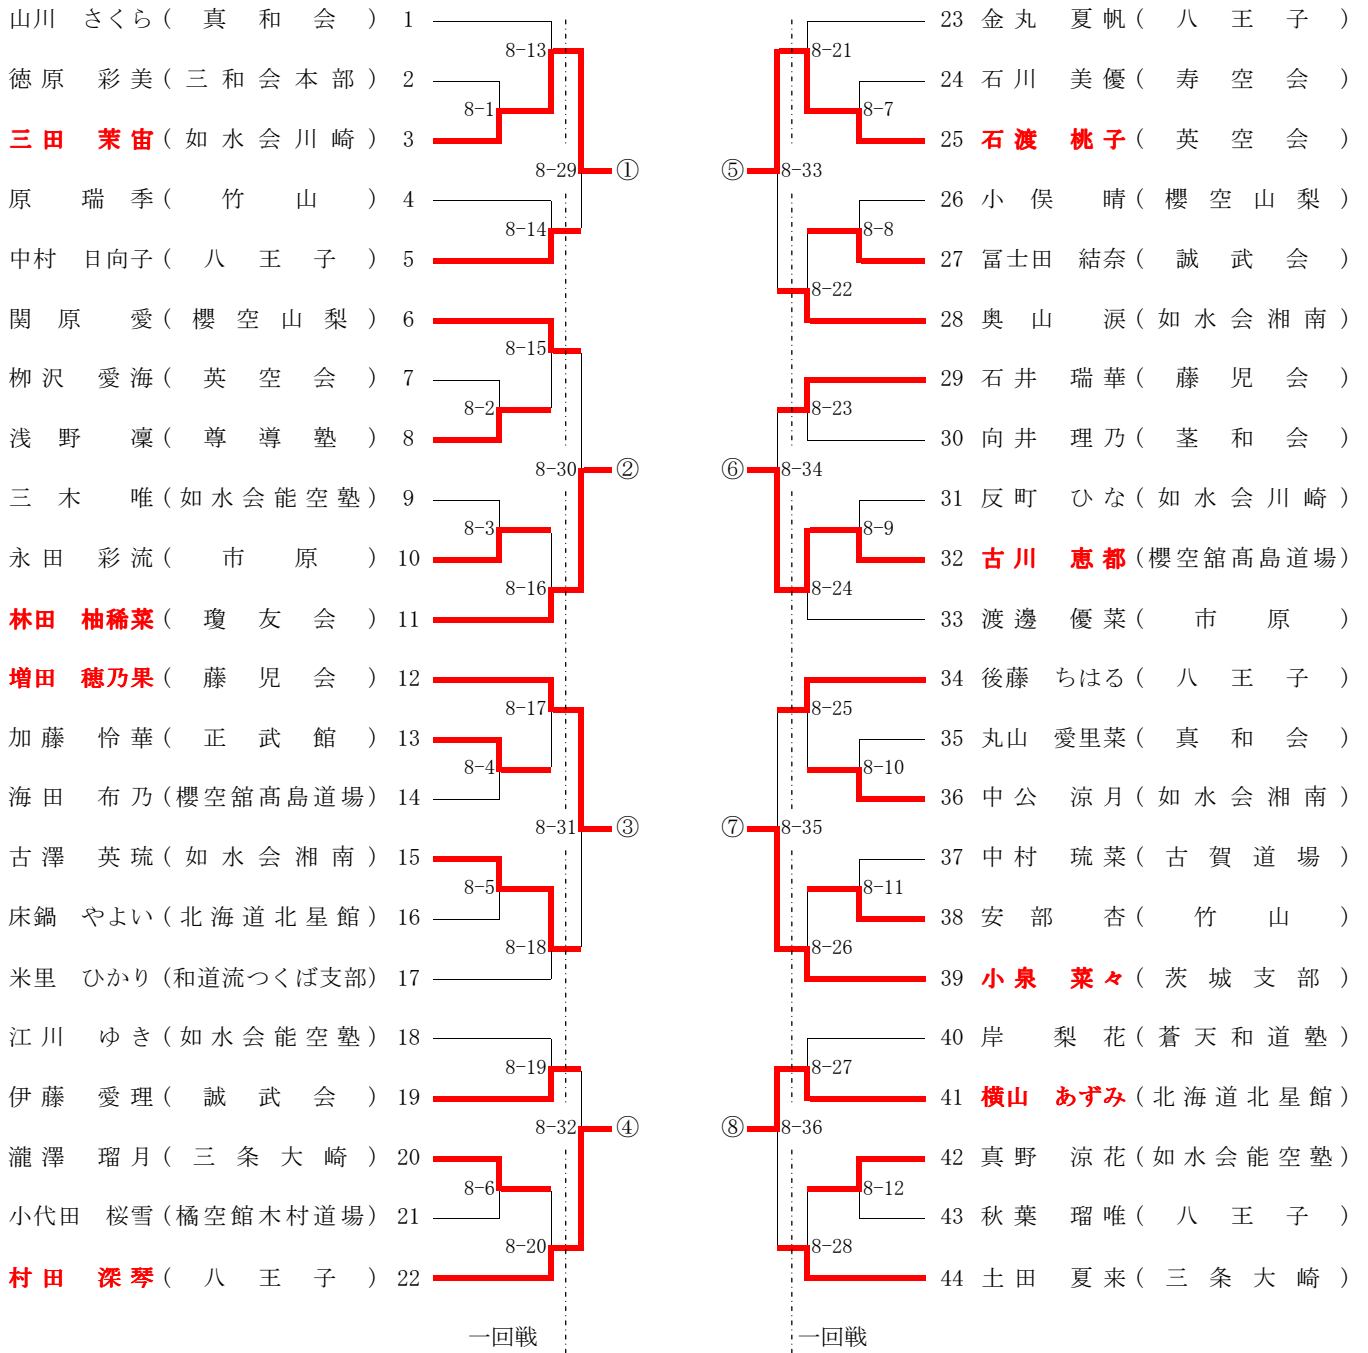 山川 さくら ( 真 和 会 ) 1
8-13
徳原 彩美 ( 三和会本部 ) 2
8-1
三田 茉宙 ( 如水会川崎 ) 3
8-29 ①
原 瑞季 ( 竹 山 ) 4
8-14
中村 日向子 ( 八 王 子 ) 5
関原 愛 ( 櫻空山梨 ) 6
8-15
栁沢 愛海 ( 英 空 会 ) 7
8-2
浅野 凜 ( 尊 導 塾 ) 8
8-30 ②
三木 唯 ( 如水会能空塾 ) 9
8-3
永田 彩流 ( 市 原 ) 10
8-16
林田 柚稀菜 ( 瓊 友 会 ) 11
増田 穂乃果 ( 藤 児 会 ) 12
8-17
加藤 怜華 ( 正 武 館 ) 13
8-4
海田 布乃 ( 櫻空舘髙島道場 ) 14
8-31 ③
古澤 英琉 ( 如水会湘南 ) 15
8-5
床鍋 やよい ( 北海道北星館 ) 16
8-18
米里 ひかり ( 和道流つくば支部 ) 17
江川 ゆき ( 如水会能空塾 ) 18
8-19
伊藤 愛理 ( 誠 武 会 ) 19
8-32 ④
瀧澤 瑠月 ( 三条大崎 ) 20
8-6
小代田 桜雪 ( 橘空館木村道場 ) 21
8-20
村田 深琴 ( 八 王 子 ) 22
一回戦
23 金丸 夏帆 ( 八 王 子 )
8-21
24 石川 美優 ( 寿 空 会 )
8-7
25 石渡 桃子 ( 英 空 会 )
⑤ 8-33
26 小俣 晴 ( 櫻空山梨 )
8-8
27 冨士田 結奈 ( 誠 武 会 )
8-22
28 奥山 涙 ( 如水会湘南 )
29 石井 瑞華 ( 藤 児 会 )
8-23
30 向井 理乃 ( 茎 和 会 )
⑥ 8-34
31 反町 ひな ( 如水会川崎 )
8-9
32 古川 恵都 ( 櫻空舘髙島道場 )
8-24
33 渡邊 優菜 ( 市 原 )
34 後藤 ちはる ( 八 王 子 )
8-25
35 丸山 愛里菜 ( 真 和 会 )
8-10
36 中公 涼月 ( 如水会湘南 )
⑦ 8-35
37 中村 琉菜 ( 古賀道場 )
8-11
38 安部 杏 ( 竹 山 )
8-26
39 小泉 菜々 ( 茨城支部 )
40 岸 梨花 ( 蒼天和道塾 )
8-27
41 横山 あずみ ( 北海道北星館 )
⑧ 8-36
42 真野 涼花 ( 如水会能空塾 )
8-12
43 秋葉 瑠唯 ( 八 王 子 )
8-28
44 土田 夏来 ( 三条大崎 )
一回戦